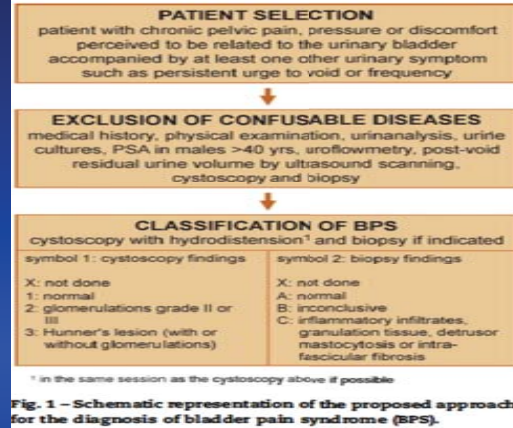 PATIENT SELECTION
patient with chronic pelvic pain, pressure or discomfort
perceived to be related to the urinary bladder
accompanied by at least one other urinary symptom
such as persistent urge to void or frequency
EXCLUSION OF CONFUSABLE DISEASES
medical history, physical examination, urinanalysis, urine
cultures, PSA in males >40 yrs, uroflowmetry, post-void
residual urine volume by ultrasound scanning,
cystoscopy and biopsy
CLASSIFICATION OF BPS
cystoscopy with hydrodistension¹ and biopsy if indicated
symbol 1: cystoscopy findings
X: not done
1: normal
2: glomerulations grade II or
III
3: Hunner's lesion (with or
without glomerulations)
symbol 2: biopsy findings
X: not done
A: normal
B: inconclusive
C: inflammatory infiltrates,
granulation tissue, detrusor
mastocytosis or intra-
fascicular fibrosis
¹ in the same session as the cystoscopy above if possible
Fig. 1 – Schematic representation of the proposed approach
for the diagnosis of bladder pain syndrome (BPS).